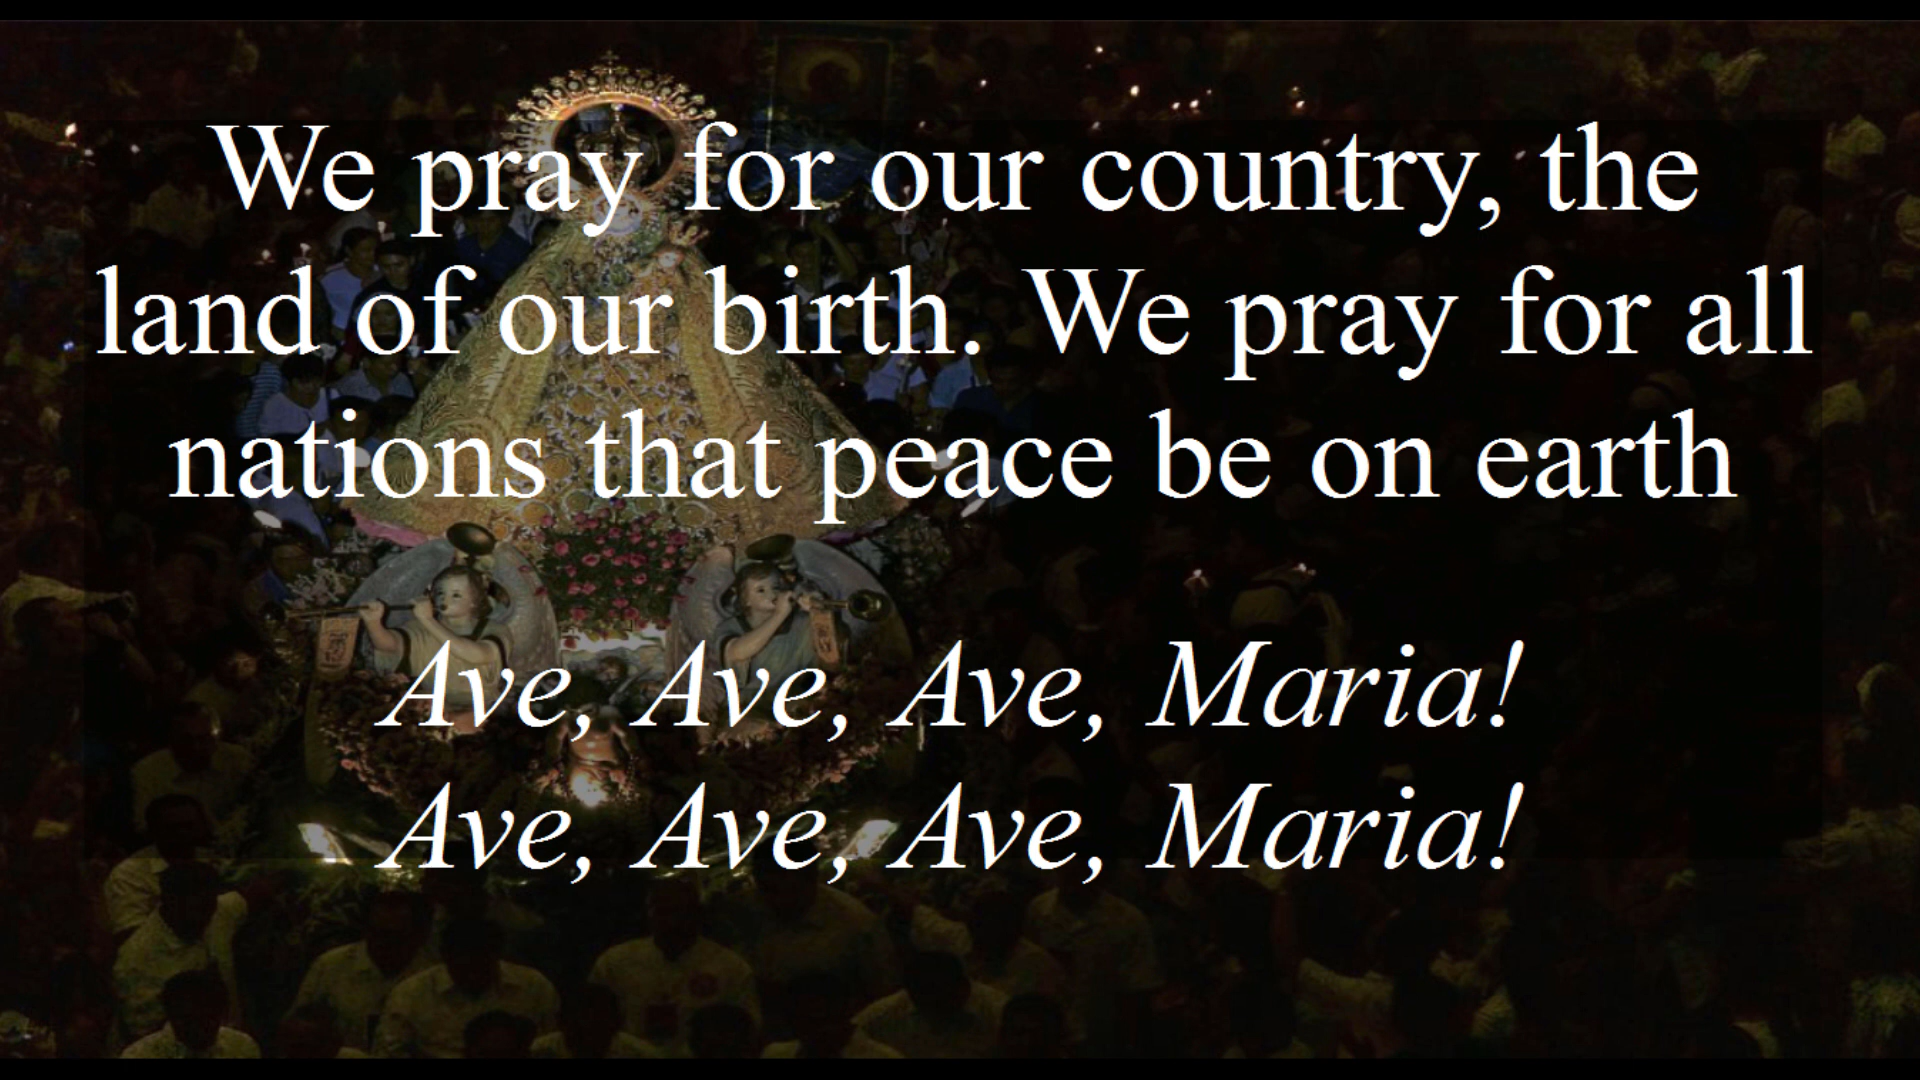 We pray for our country, the
land of our birth. We pray for all
nations that peace be on earth
Ave, Ave, Ave, Maria!
Ave, Ave, Ave, Maria!